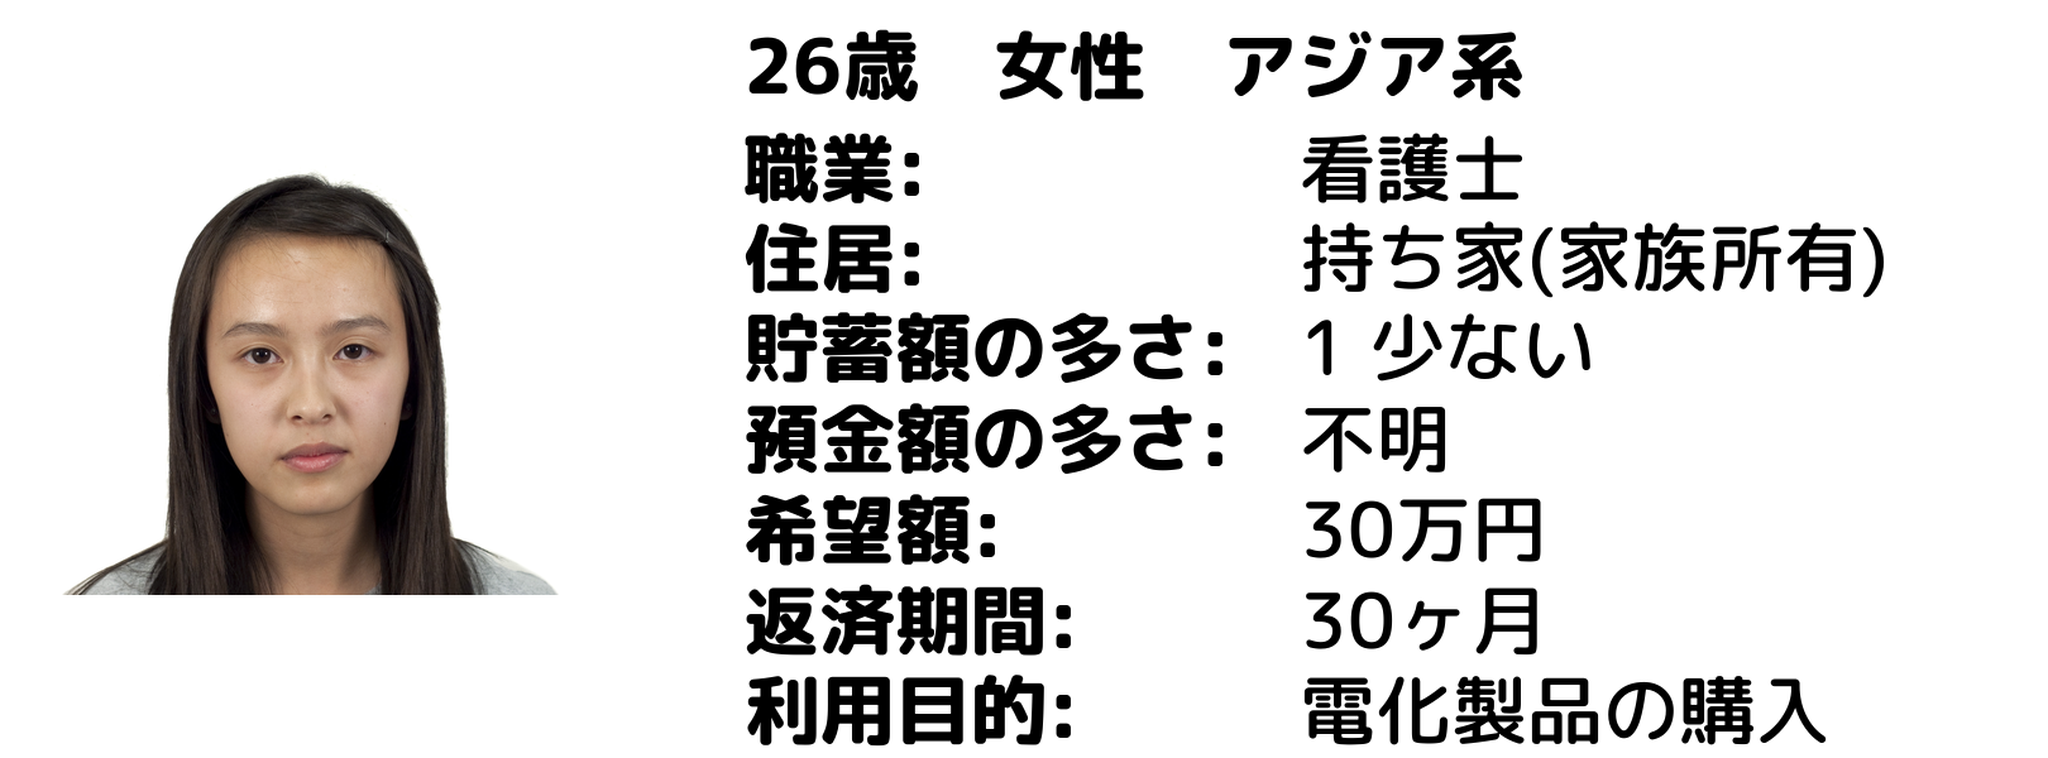 26歳　女性　アジア系
職業: 看護士
住居: 持ち家(家族所有)
貯蓄額の多さ: 1 少ない
預金額の多さ: 不明
希望額: 30万円
返済期間: 30ヶ月
利用目的: 電化製品の購入